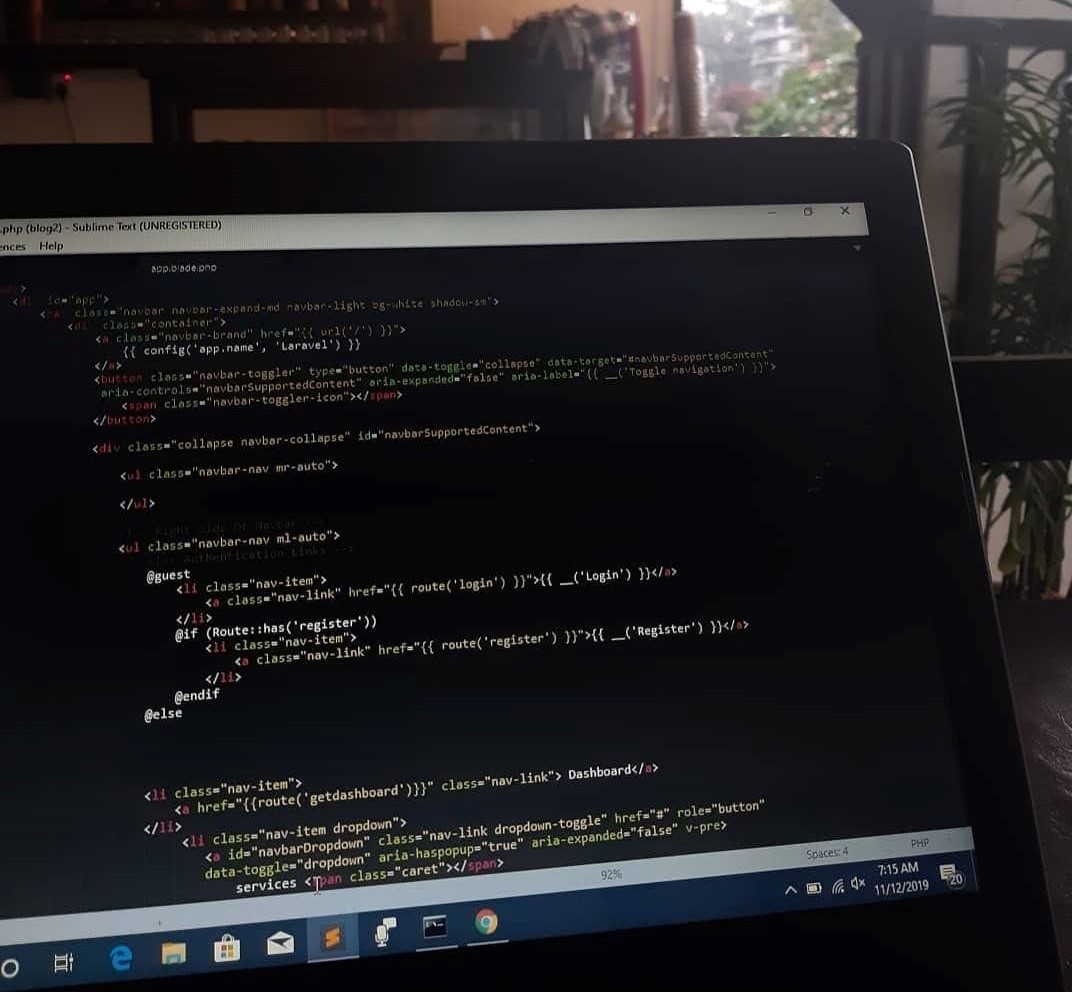 .php (blog2) - Sublime Text (UNREGISTERED)
ences Help
app.blade.php
id="app">
class="navbar navbar-expand-md navbar-light bg-white shadow-sm">
<div class="container">
<a class="navbar-brand" href="{{ url('/') }}">
{{ config('app.name', 'Laravel') }}
</a>
<button class="navbar-toggler" type="button" data-toggle="collapse" data-target="#navbarSupportedContent"
aria-controls="navbarSupportedContent" aria-expanded="false" aria-label="{{ __('Toggle navigation') }}">
<span class="navbar-toggler-icon"></span>
</button>
<div class="collapse navbar-collapse" id="navbarSupportedContent">
<ul class="navbar-nav mr-auto">
</ul>
Right Side Of Navbar
<ul class="navbar-nav ml-auto">
Authentication Links
@guest
<li class="nav-item">
<a class="nav-link" href="{{ route('login') }}">{{ __('Login') }}</a>
</li>
@if (Route::has('register'))
<li class="nav-item">
<a class="nav-link" href="{{ route('register') }}">{{ __('Register') }}</a>
</li>
@endif
@else
<li class="nav-item">
<a href="{{route('getdashboard')}}" class="nav-link"> Dashboard</a>
</li>
<li class="nav-item dropdown">
<a id="navbarDropdown" class="nav-link dropdown-toggle" href="#" role="button"
data-toggle="dropdown" aria-haspopup="true" aria-expanded="false" v-pre>
services <span class="caret"></span>
92%
Spaces: 4
PHP
7:15 AM
11/12/2019
20